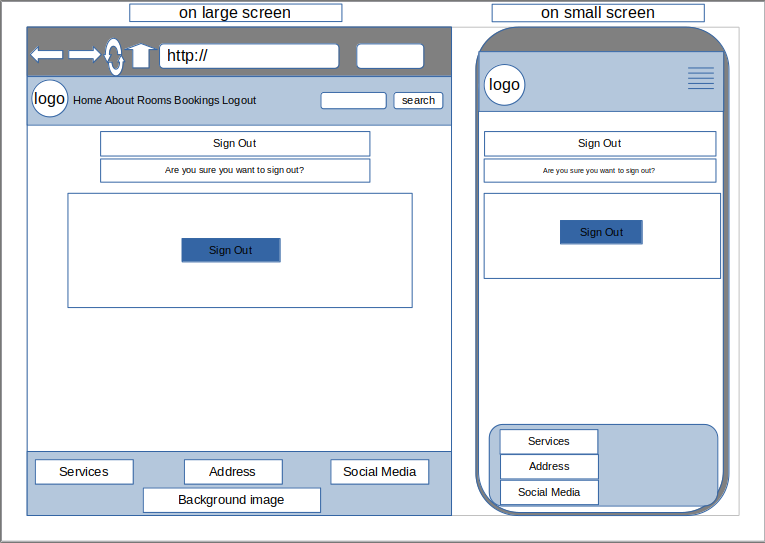 on large screen
http://
logo
Home About Rooms Bookings Logout
search
Sign Out
Are you sure you want to sign out?
Sign Out
Services
Address
Social Media
Background image
on small screen
logo
Sign Out
Are you sure you want to sign out?
Sign Out
Services
Address
Social Media